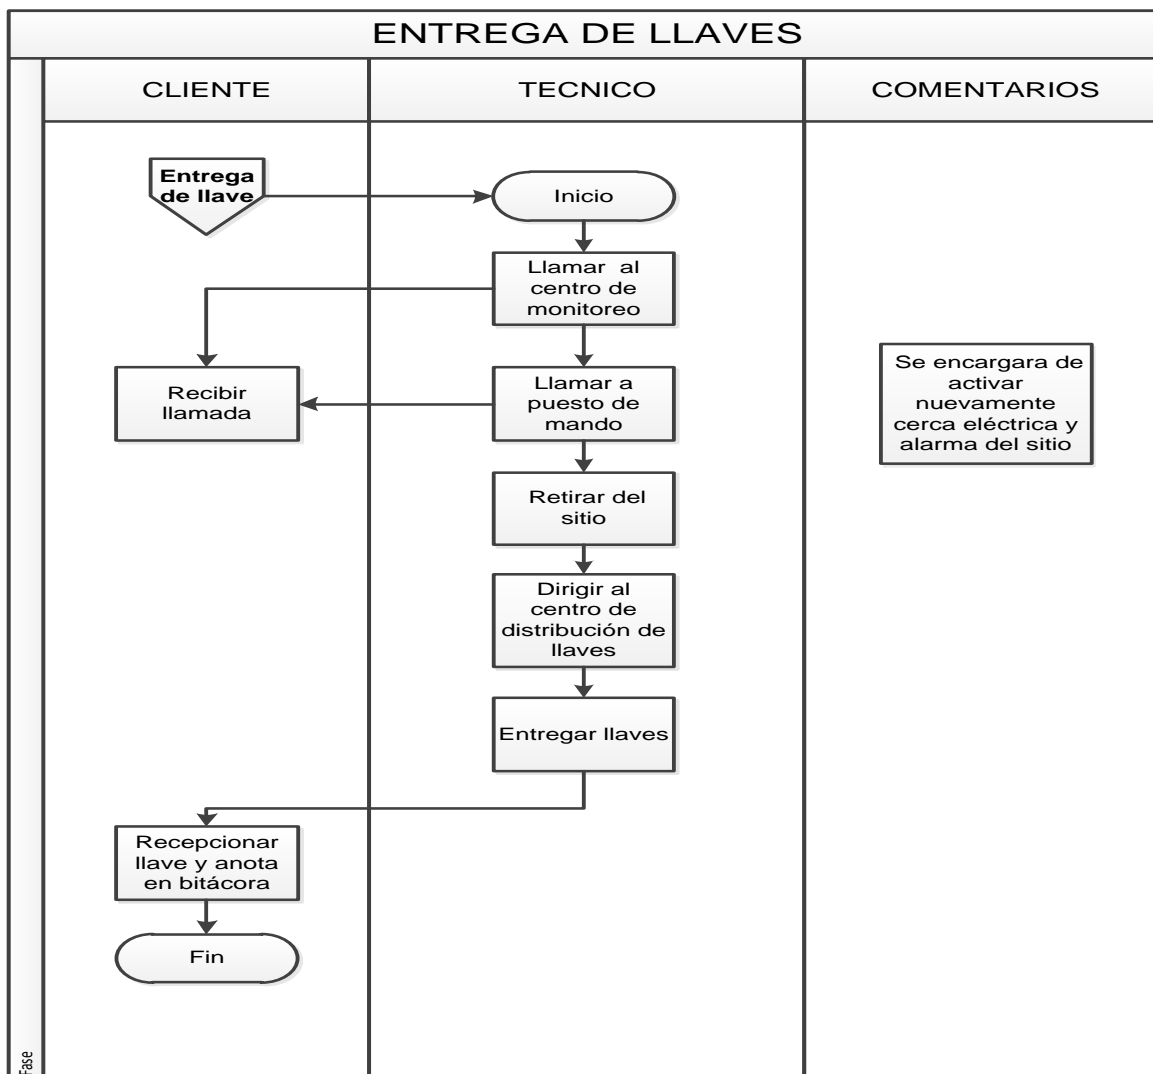 ENTREGA DE LLAVES
CLIENTE
TECNICO
COMENTARIOS
Entrega
de llave
Inicio
Llamar al
centro de
monitoreo
Recibir
llamada
Llamar a
puesto de
mando
Se encargara de
activar
nuevamente
cerca eléctrica y
alarma del sitio
Retirar del
sitio
Dirigir al
centro de
distribución de
llaves
Entregar llaves
Recepcionar
llave y anota
en bitácora
Fin
Fase